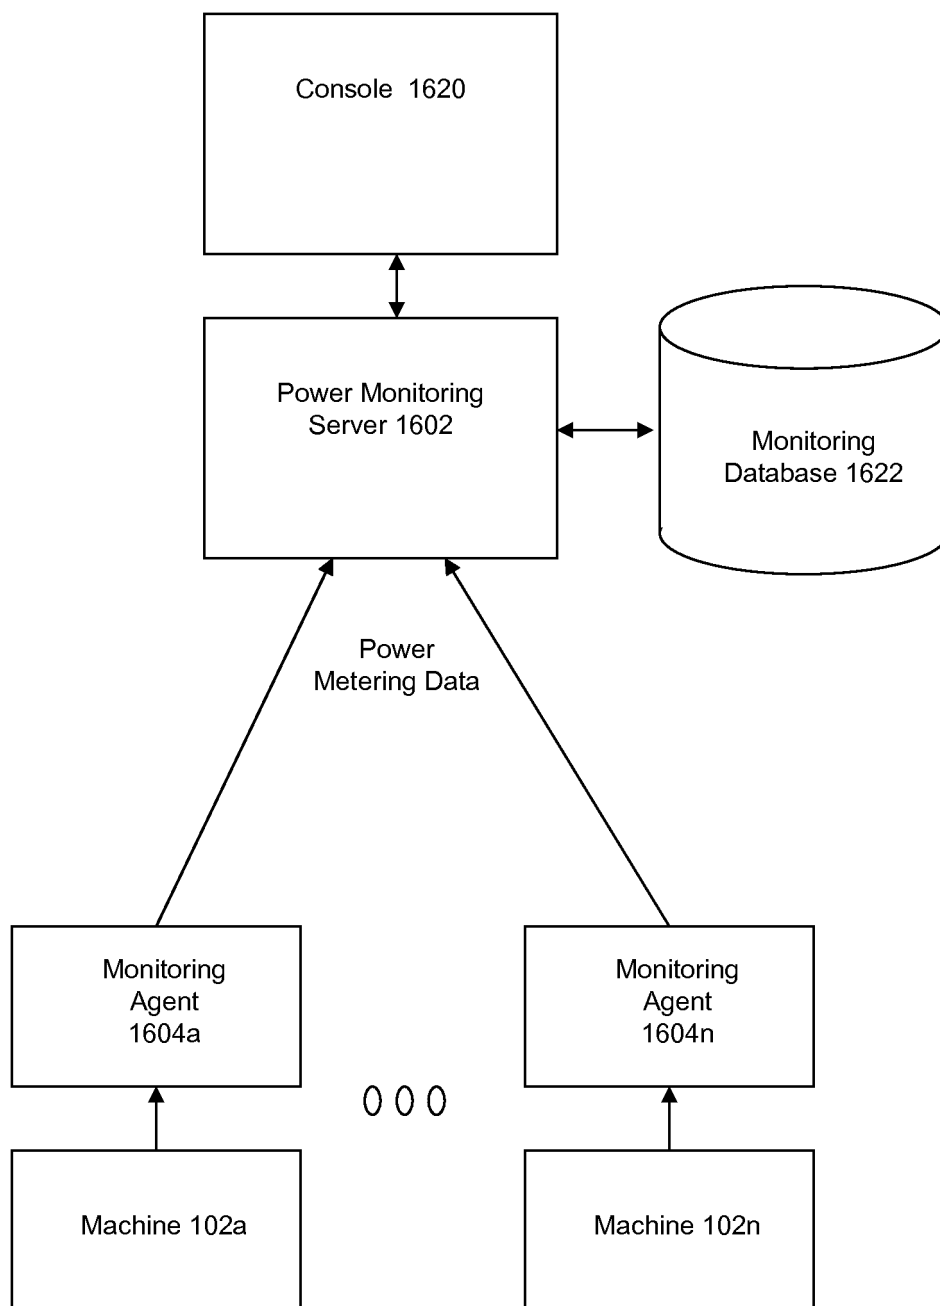 Console 1620
Power Monitoring
Server 1602
Monitoring
Database 1622
Power
Metering Data
Monitoring
Agent
1604a
Monitoring
Agent
1604n
Machine 102a
Machine 102n